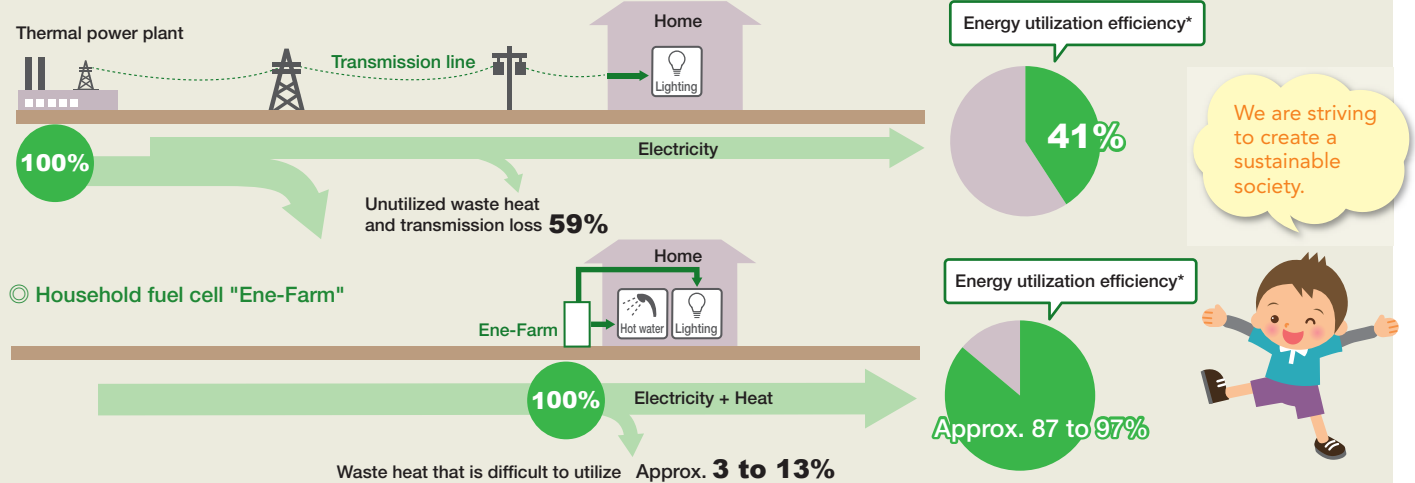 Thermal power plant
Transmission line
Home
Lighting
Energy utilization efficiency*
100%
Electricity
41%
Unutilized waste heat
and transmission loss 59%
We are striving
to create a
sustainable
society.
◎ Household fuel cell "Ene-Farm"
Home
Ene-Farm
Hot water
Lighting
Energy utilization efficiency*
100%
Electricity + Heat
Approx. 87 to 97%
Waste heat that is difficult to utilize Approx. 3 to 13%